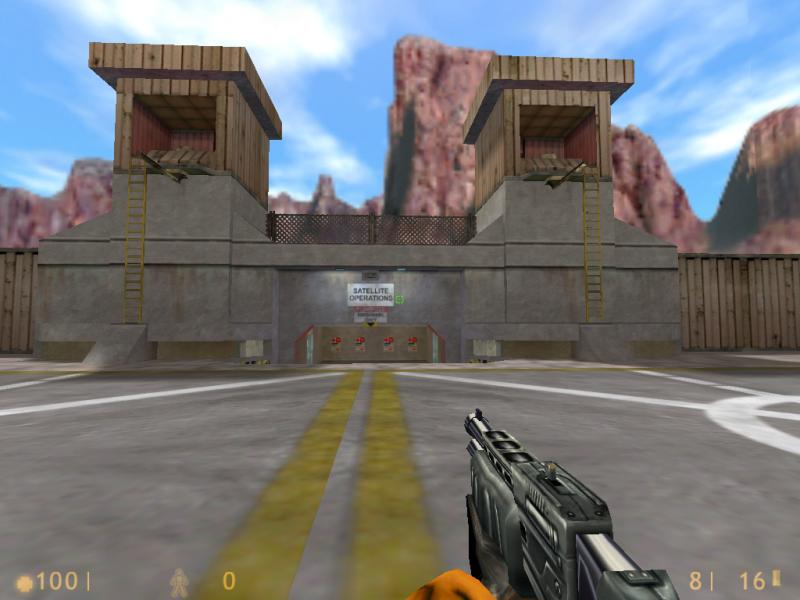 SATELLITE
OPERATIONS
100|
0
8| 16